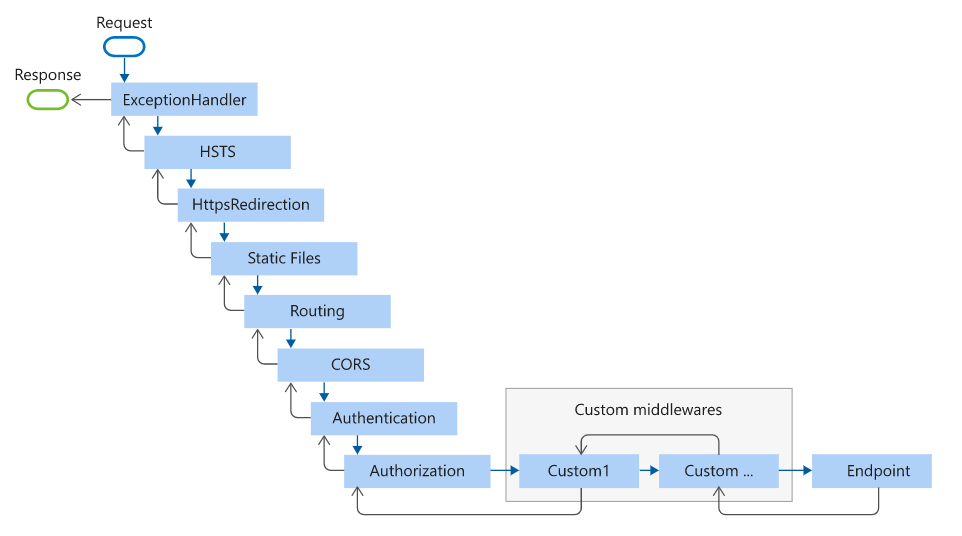 Request
Response
ExceptionHandler
HSTS
HttpsRedirection
Static Files
Routing
CORS
Authentication
Custom middlewares
Authorization
Custom1
Custom ...
Endpoint